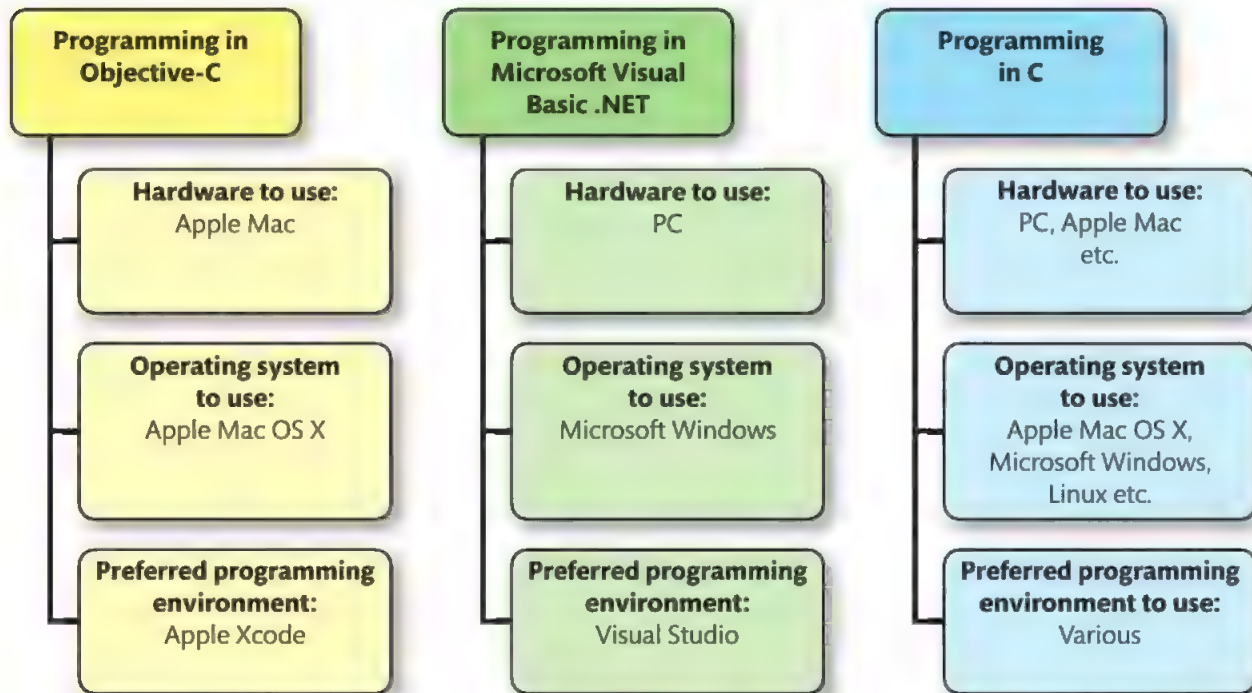 Programming in
Objective-C
Hardware to use:
Apple Mac
Operating system
to use:
Apple Mac OS X
Preferred programming
environment:
Apple Xcode
Programming in
Microsoft Visual
Basic .NET
Hardware to use:
PC
Operating system
to use:
Microsoft Windows
Preferred programming
environment:
Visual Studio
Programming
in C
Hardware to use:
PC, Apple Mac
etc.
Operating system
to use:
Apple Mac OS X,
Microsoft Windows,
Linux etc.
Preferred programming
environment to use:
Various